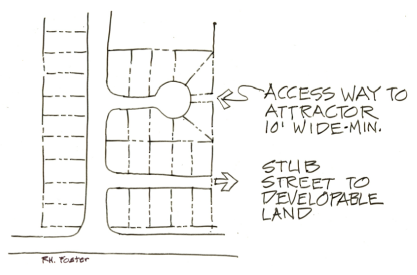 ACCESS WAY TO
ATTRACTOR
10' WIDE-MIN.
STUB
STREET TO
DEVELOPABLE
LAND
R.H. Foster